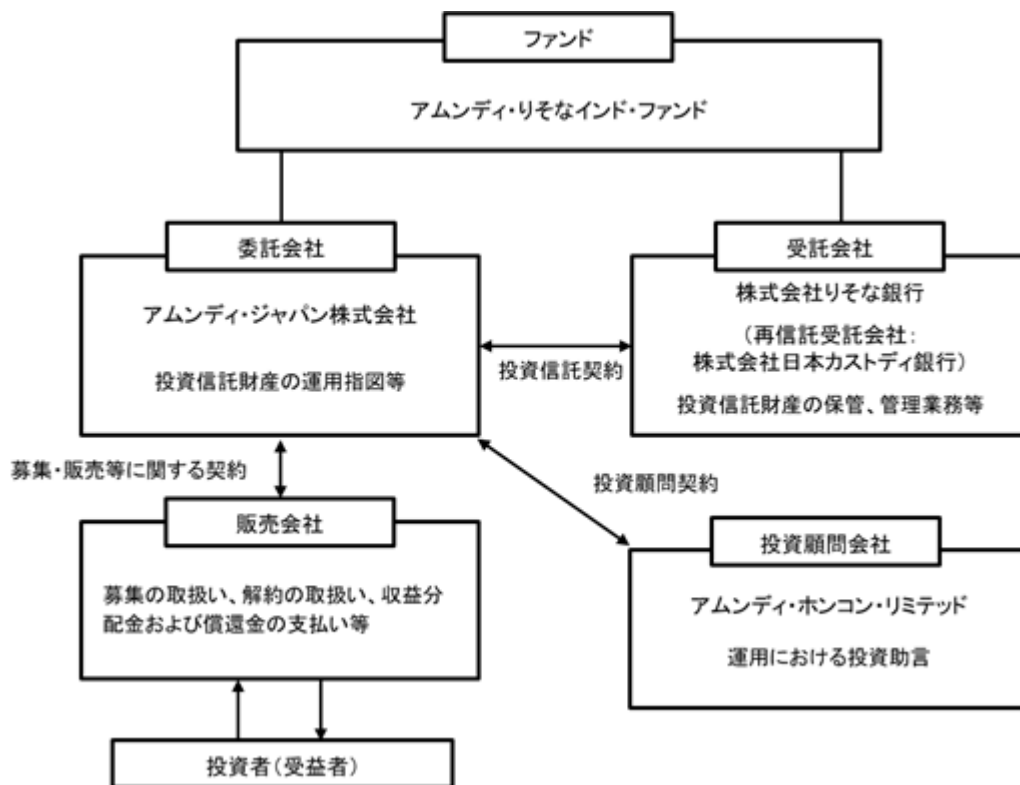 ファンド
アムンディ・りそなインド・ファンド
委託会社
アムンディ・ジャパン株式会社
投資信託財産の運用指図等
投資信託契約
受託会社
株式会社りそな銀行
（再信託受託会社：
株式会社日本カストディ銀行）
投資信託財産の保管、管理業務等
募集・販売等に関する契約
投資顧問契約
販売会社
募集の取扱い、解約の取扱い、収益分
配金および償還金の支払い等
投資顧問会社
アムンディ・ホンコン・リミテッド
運用における投資助言
投資者（受益者）